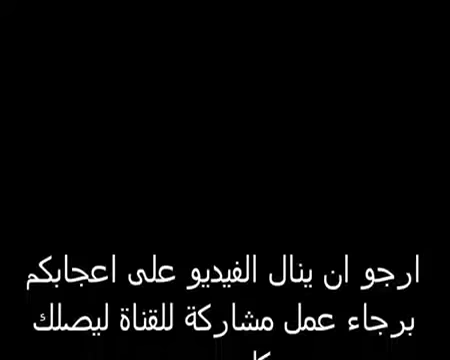 ارجو ان ينال الفيديو على اعجابكم
برجاء عمل مشاركة للقناة ليصلك